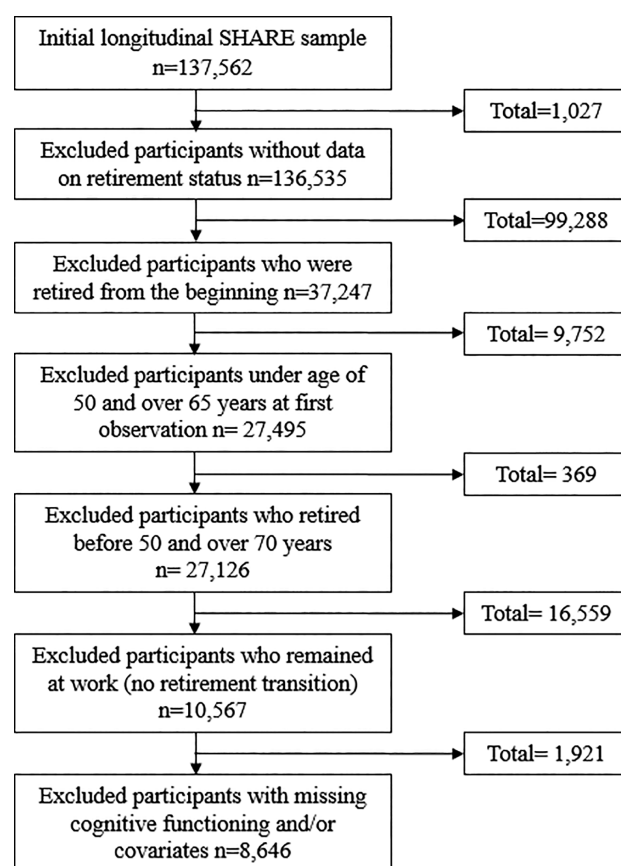 Initial longitudinal SHARE sample
n=137,562
Total=1,027
Excluded participants without data
on retirement status n=136,535
Total=99,288
Excluded participants who were
retired from the beginning n=37,247
Total= 9,752
Excluded participants under age of
50 and over 65 years at first
observation n= 27,495
Total= 369
Excluded participants who retired
before 50 and over 70 years
n= 27,126
Total= 16,559
Excluded participants who remained
at work (no retirement transition)
n=10,567
Total= 1,921
Excluded participants with missing
cognitive functioning and/or
covariates n=8,646